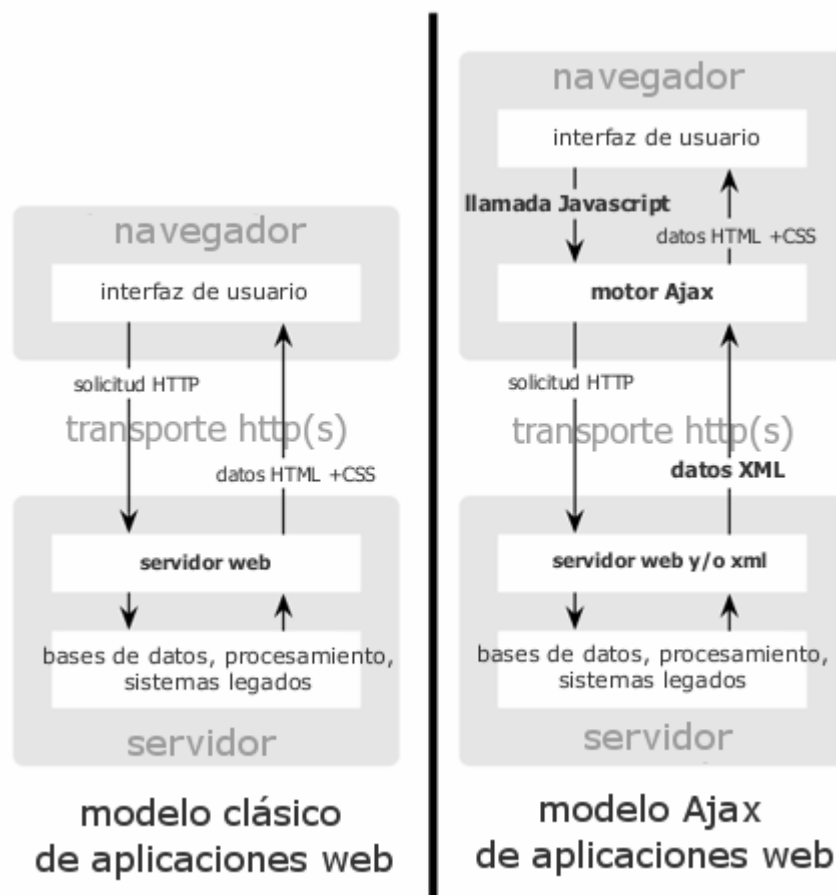 navegador
interfaz de usuario
solicitud HTTP
transporte http(s)
datos HTML +CSS
servidor web
bases de datos, procesamiento,
sistemas legados
servidor
modelo clásico
de aplicaciones web
navegador
interfaz de usuario
llamada Javascript
datos HTML +CSS
motor Ajax
solicitud HTTP
transporte http(s)
datos XML
servidor web y/o xml
bases de datos, procesamiento,
sistemas legados
servidor
modelo Ajax
de aplicaciones web